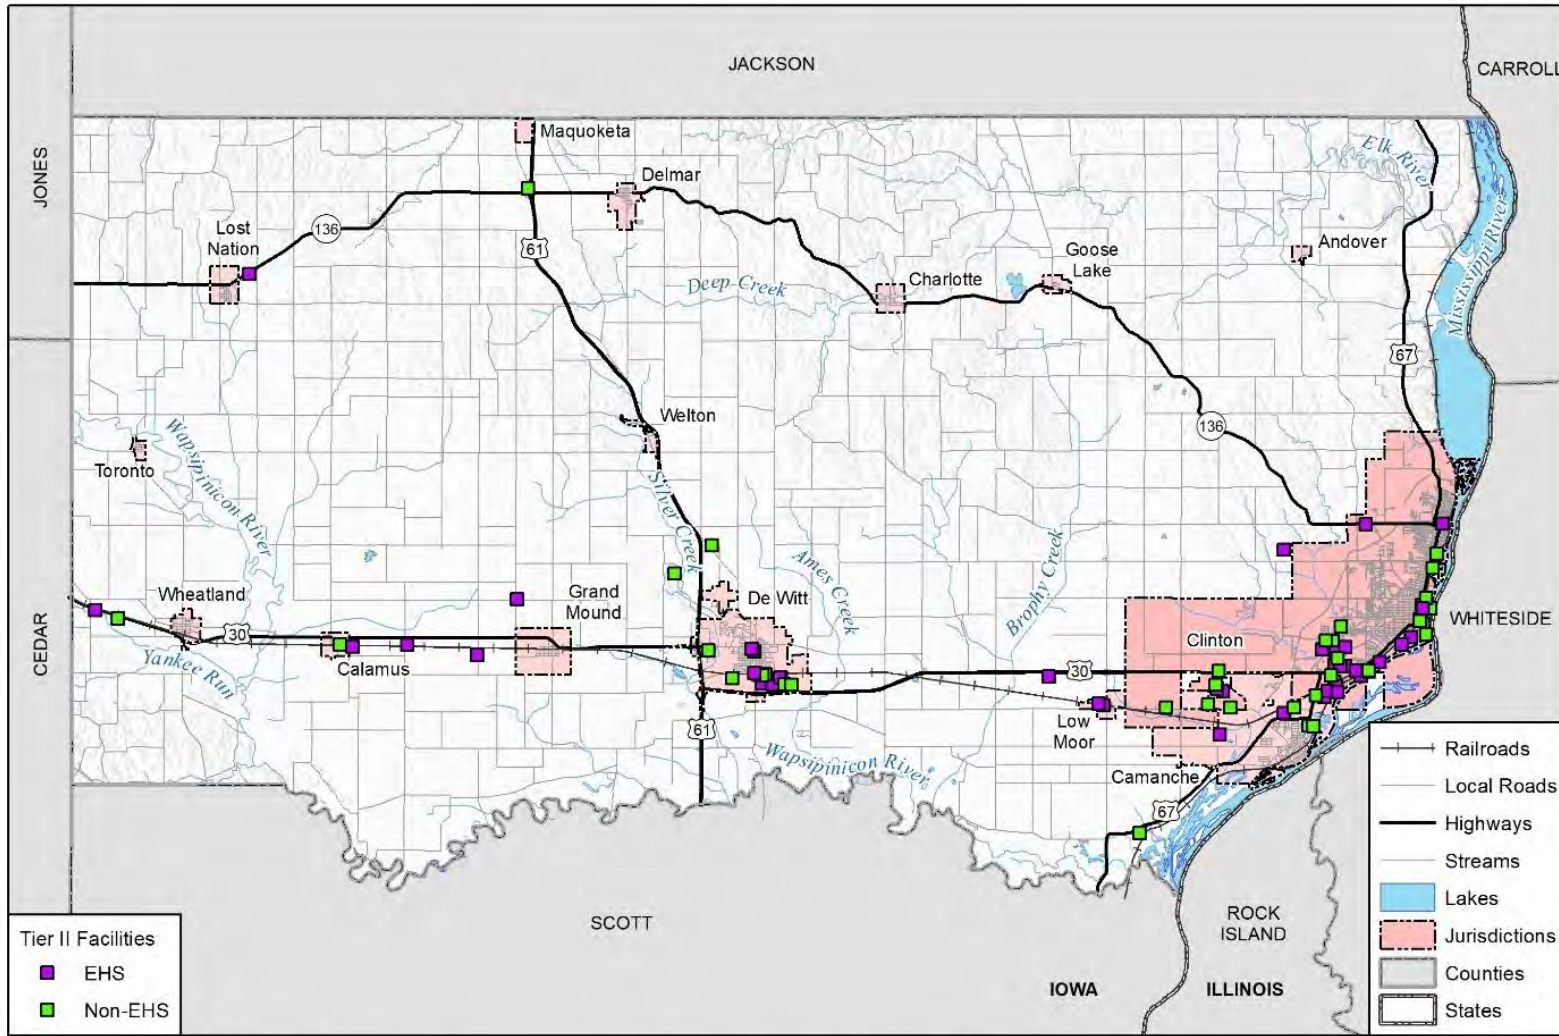 JACKSON
CARROLL
JONES
Maquoketa
Elk River
Delmar
Lost
Nation
136
61
Andover
Goose
Lake
Charlotte
Deep Creek
Mississippi River
67
Welton
136
Toronto
Wapsipinicon River
Silver Creek
Ames Creek
Brophy Creek
Wheatland
Grand
Mound
De Witt
WHITESIDE
CEDAR
30
Clinton
Yankee Run
Calamus
30
61
Low
Moor
Wapsipinicon River
Camanche
67
SCOTT
ROCK
ISLAND
IOWA
ILLINOIS
Tier II Facilities
EHS
Non-EHS
Railroads
Local Roads
Highways
Streams
Lakes
Jurisdictions
Counties
States